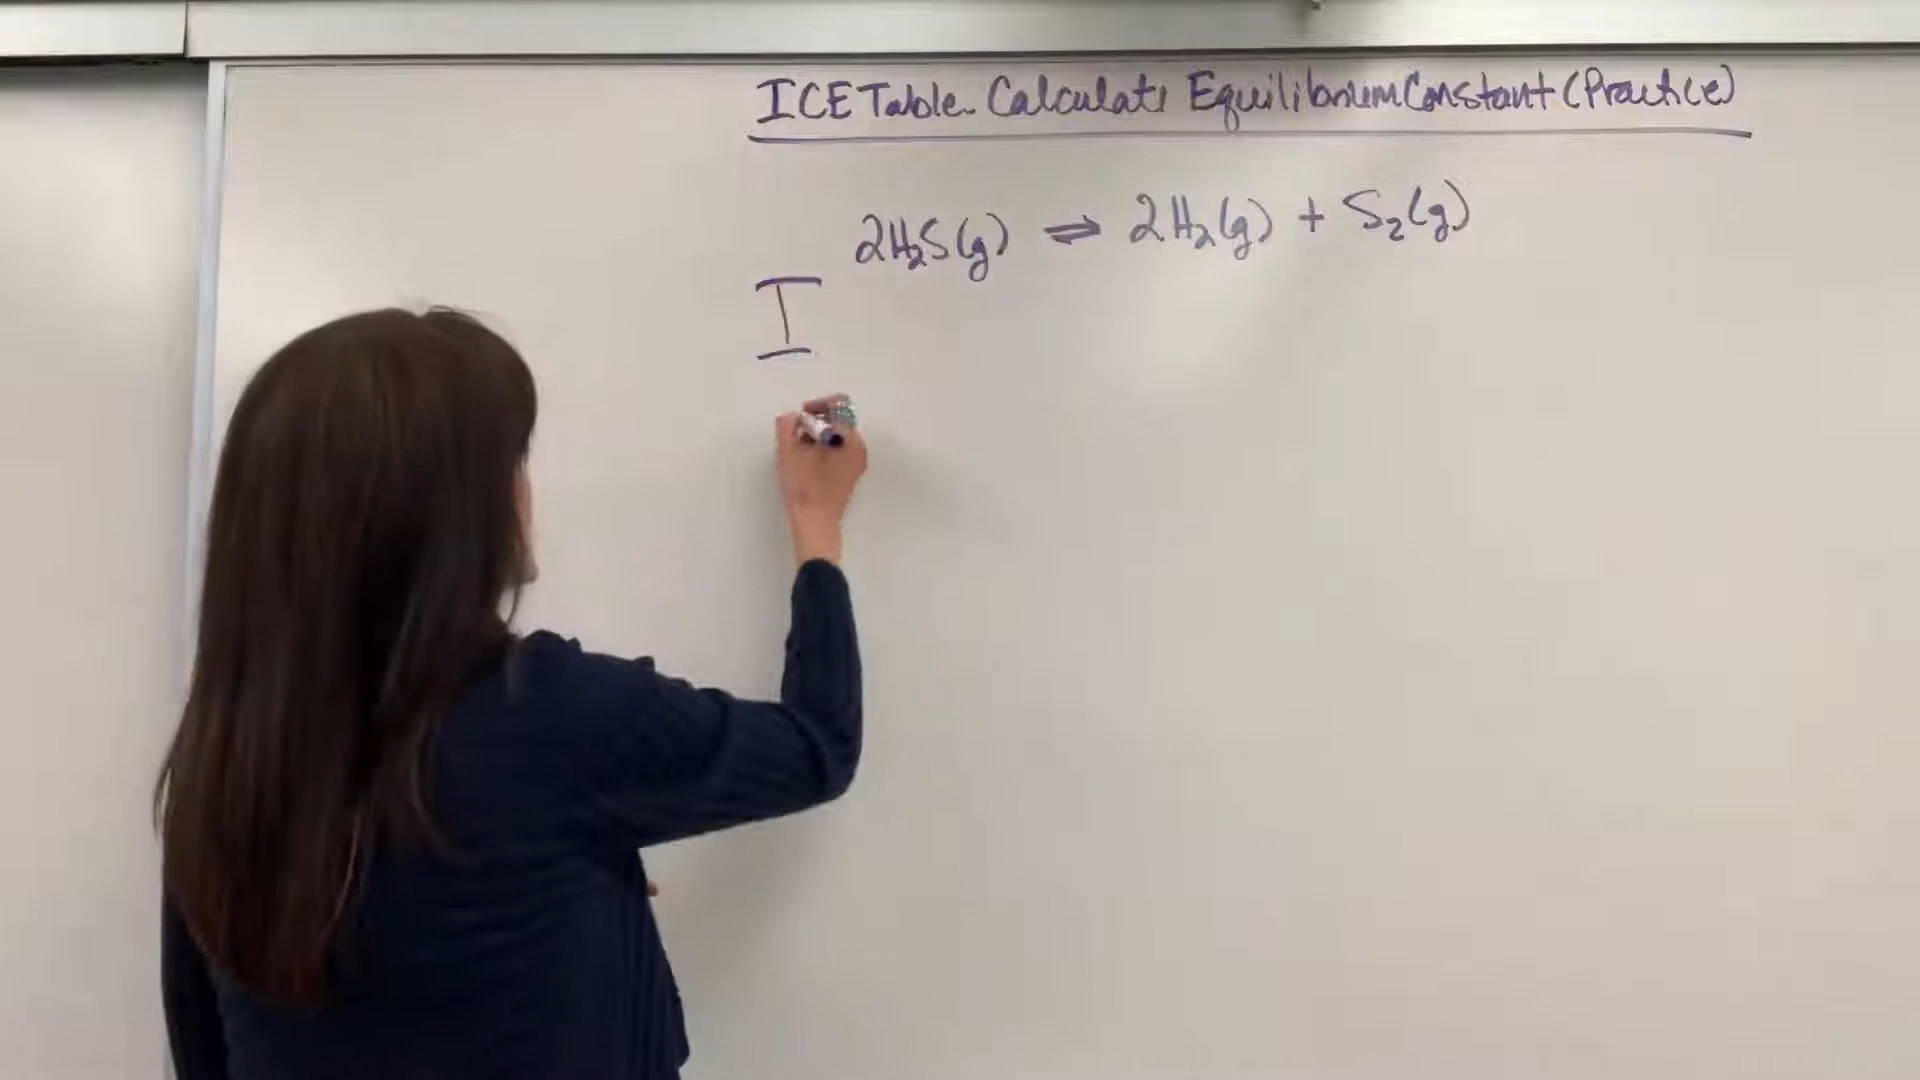 ICE Table. Calculate Equilibrium Constant (Practice)
2H₂S(g) ⇌ 2H₂(g) + S₂(g)
I